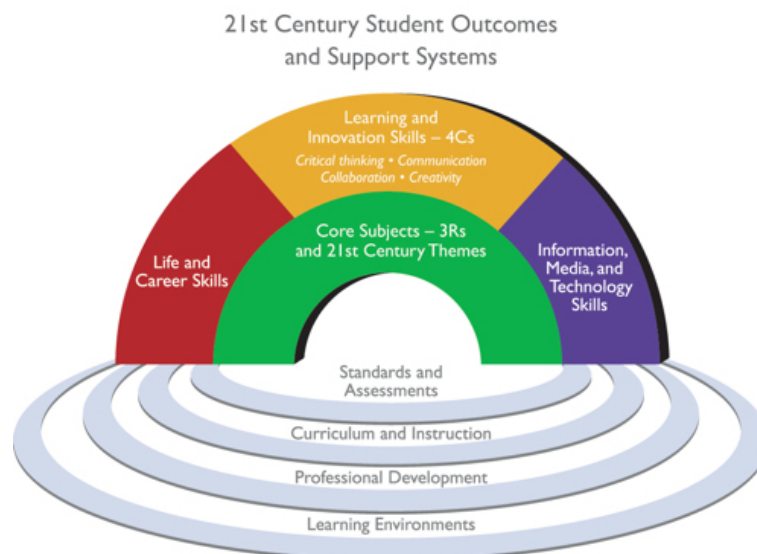 21st Century Student Outcomes
and Support Systems
Learning and
Innovation Skills – 4Cs
Critical thinking • Communication
Collaboration • Creativity
Core Subjects – 3Rs
and 21st Century Themes
Life and
Career Skills
Information,
Media, and
Technology
Skills
Standards and
Assessments
Curriculum and Instruction
Professional Development
Learning Environments